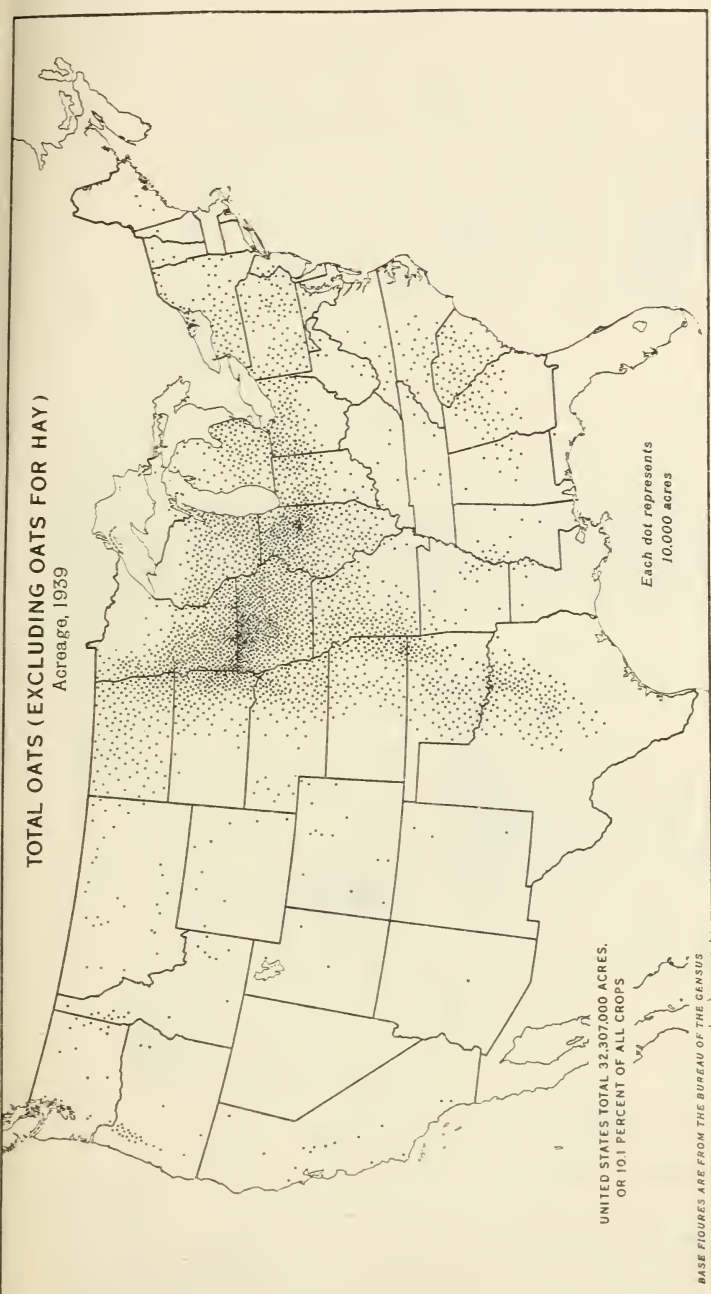 TOTAL OATS (EXCLUDING OATS FOR HAY)
Acreage, 1939
Each dot represents
10,000 acres
UNITED STATES TOTAL 32,307,000 ACRES,
OR 10.1 PERCENT OF ALL CROPS
BASE FIGURES ARE FROM THE BUREAU OF THE CENSUS